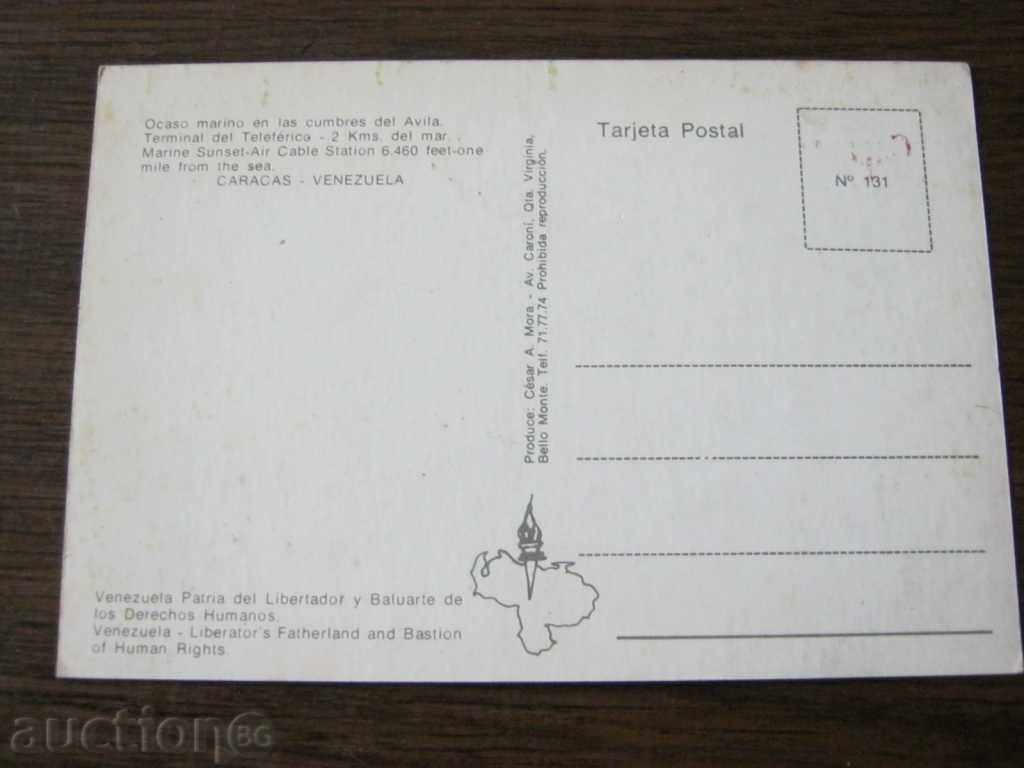 Ocaso marino en las cumbres del Avila.
Terminal del Teleférico - 2 Kms. del mar.
Marine Sunset-Air Cable Station 6.460 feet-one
mile from the sea.
CARACAS - VENEZUELA
Produce: César A. Mora - Av. Caroní, Qta. Virginia,
Bello Monte. Telf. 71.77.74 Prohibida reproducción.
Tarjeta Postal
Nº 131
Venezuela Patria del Libertador y Baluarte de
los Derechos Humanos.
Venezuela - Liberator's Fatherland and Bastion
of Human Rights.
auction BG